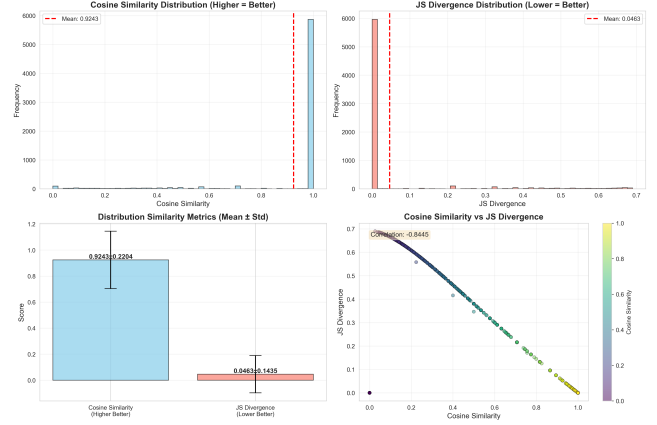 Cosine Similarity Distribution (Higher = Better)
Mean: 0.9243
Frequency
6000
5000
4000
3000
2000
1000
0
0.0 0.2 0.4 0.6 0.8 1.0
Cosine Similarity
JS Divergence Distribution (Lower = Better)
Mean: 0.0463
Frequency
6000
5000
4000
3000
2000
1000
0
0.0 0.1 0.2 0.3 0.4 0.5 0.6 0.7
JS Divergence
Distribution Similarity Metrics (Mean ± Std)
Score
1.2
1.0
0.8
0.6
0.4
0.2
0.0
0.9243±0.2204
0.0463±0.1435
Cosine Similarity
(Higher Better)
JS Divergence
(Lower Better)
Cosine Similarity vs JS Divergence
Correlation: -0.8445
JS Divergence
0.7
0.6
0.5
0.4
0.3
0.2
0.1
0.0
0.0 0.2 0.4 0.6 0.8 1.0
Cosine Similarity
1.0
0.8
0.6
0.4
0.2
0.0
Cosine Similarity